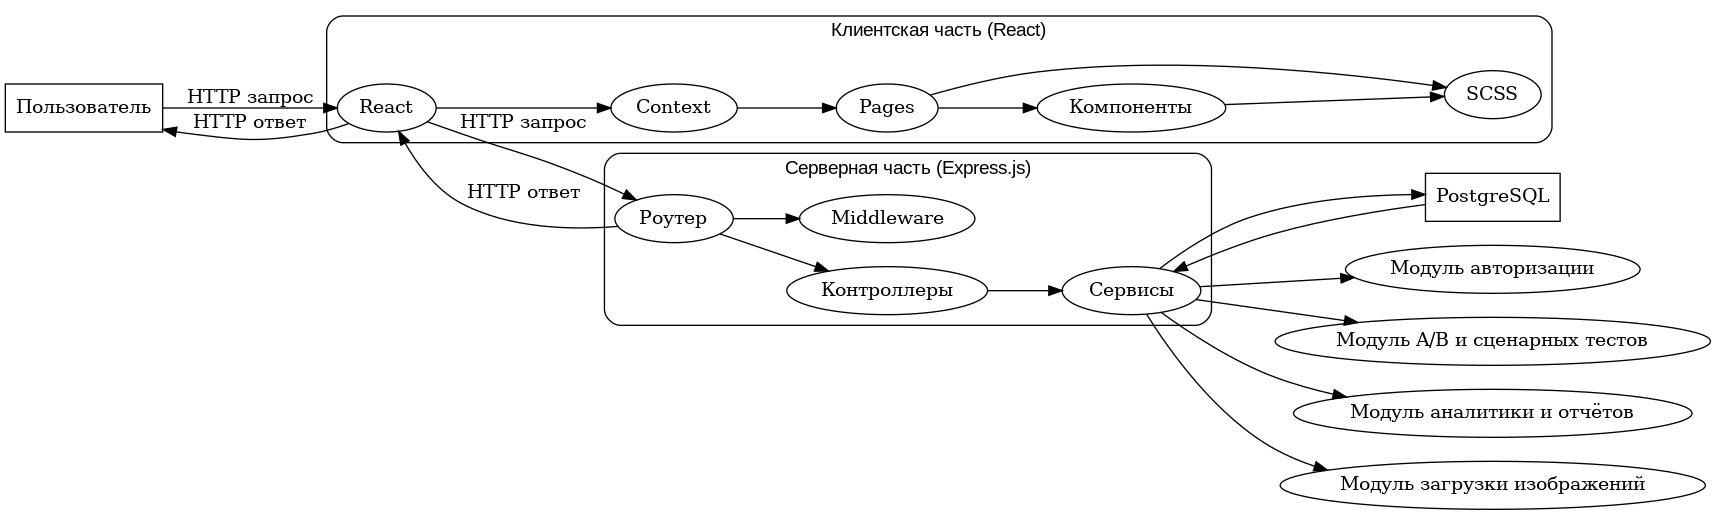 Клиентская часть (React)
Пользователь
HTTP запрос
HTTP ответ
React
HTTP запрос
Context
Pages
Компоненты
SCSS
Серверная часть (Express.js)
HTTP ответ
Роутер
Middleware
Контроллеры
Сервисы
PostgreSQL
Модуль авторизации
Модуль A/B и сценарных тестов
Модуль аналитики и отчётов
Модуль загрузки изображений